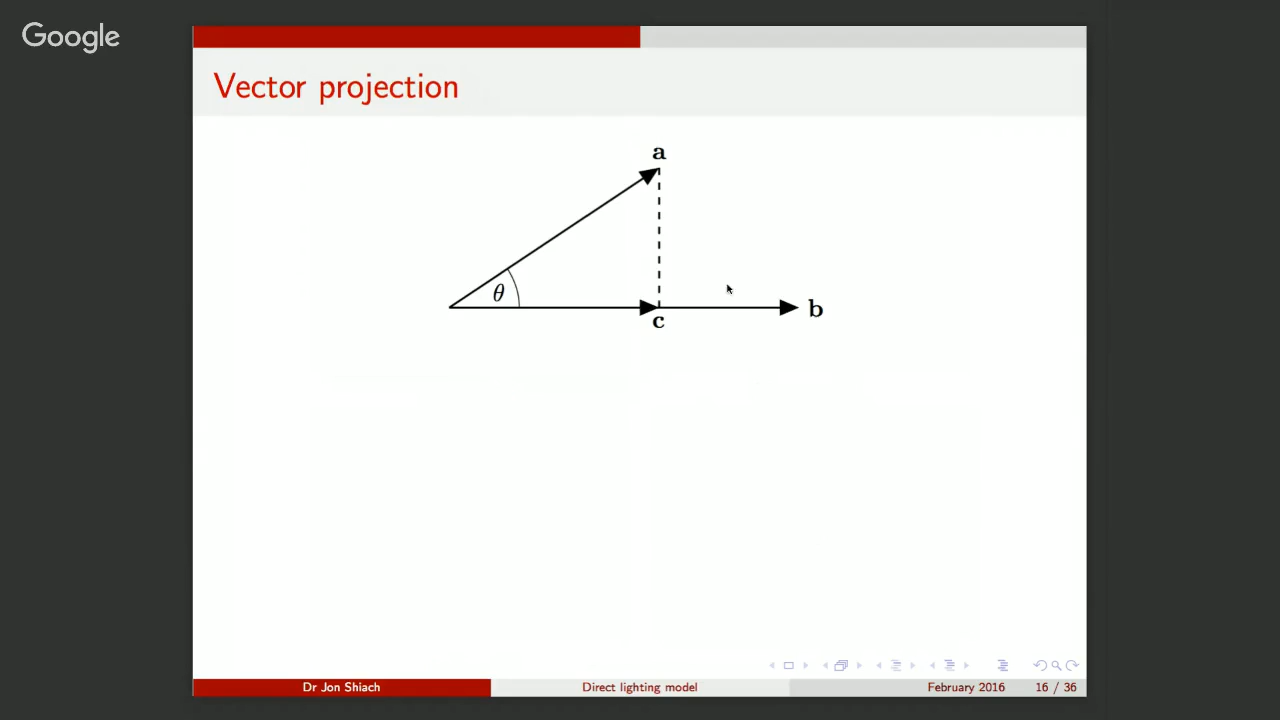 Google
Vector projection
a
θ
b
c
Dr Jon Shiach
Direct lighting model
February 2016
16 / 36